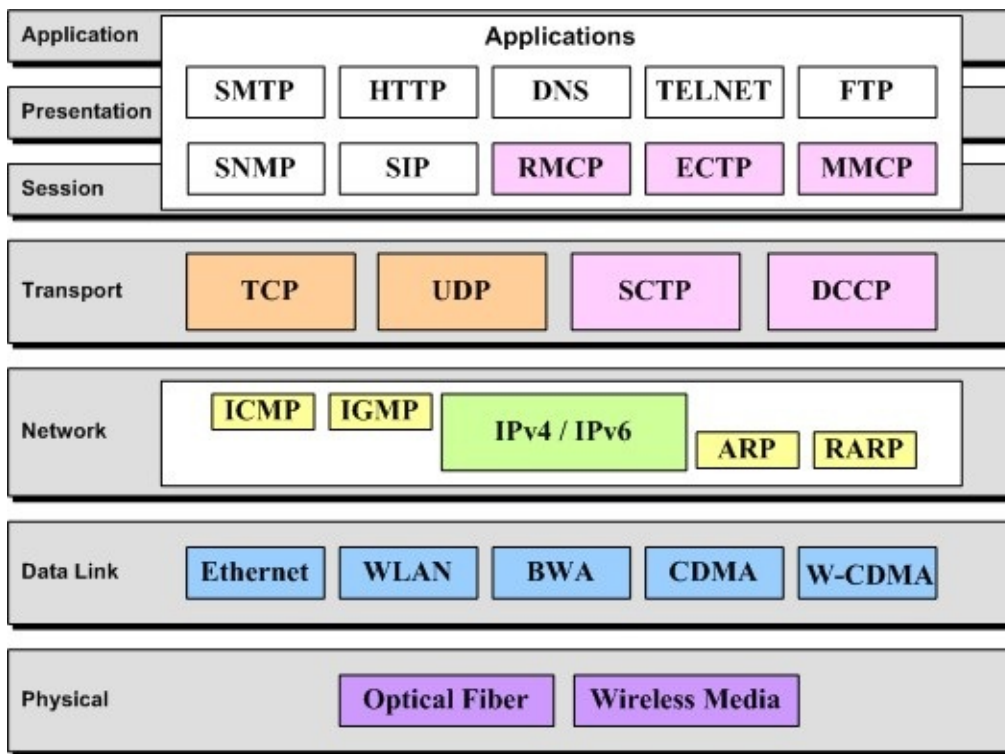 Application
Applications
SMTP HTTP DNS TELNET FTP
Presentation
SNMP SIP RMCP ECTP MMCP
Session
Transport TCP UDP SCTP DCCP
ICMP IGMP
Network IPv4 / IPv6
ARP RARP
Data Link Ethernet WLAN BWA CDMA W-CDMA
Physical Optical Fiber Wireless Media